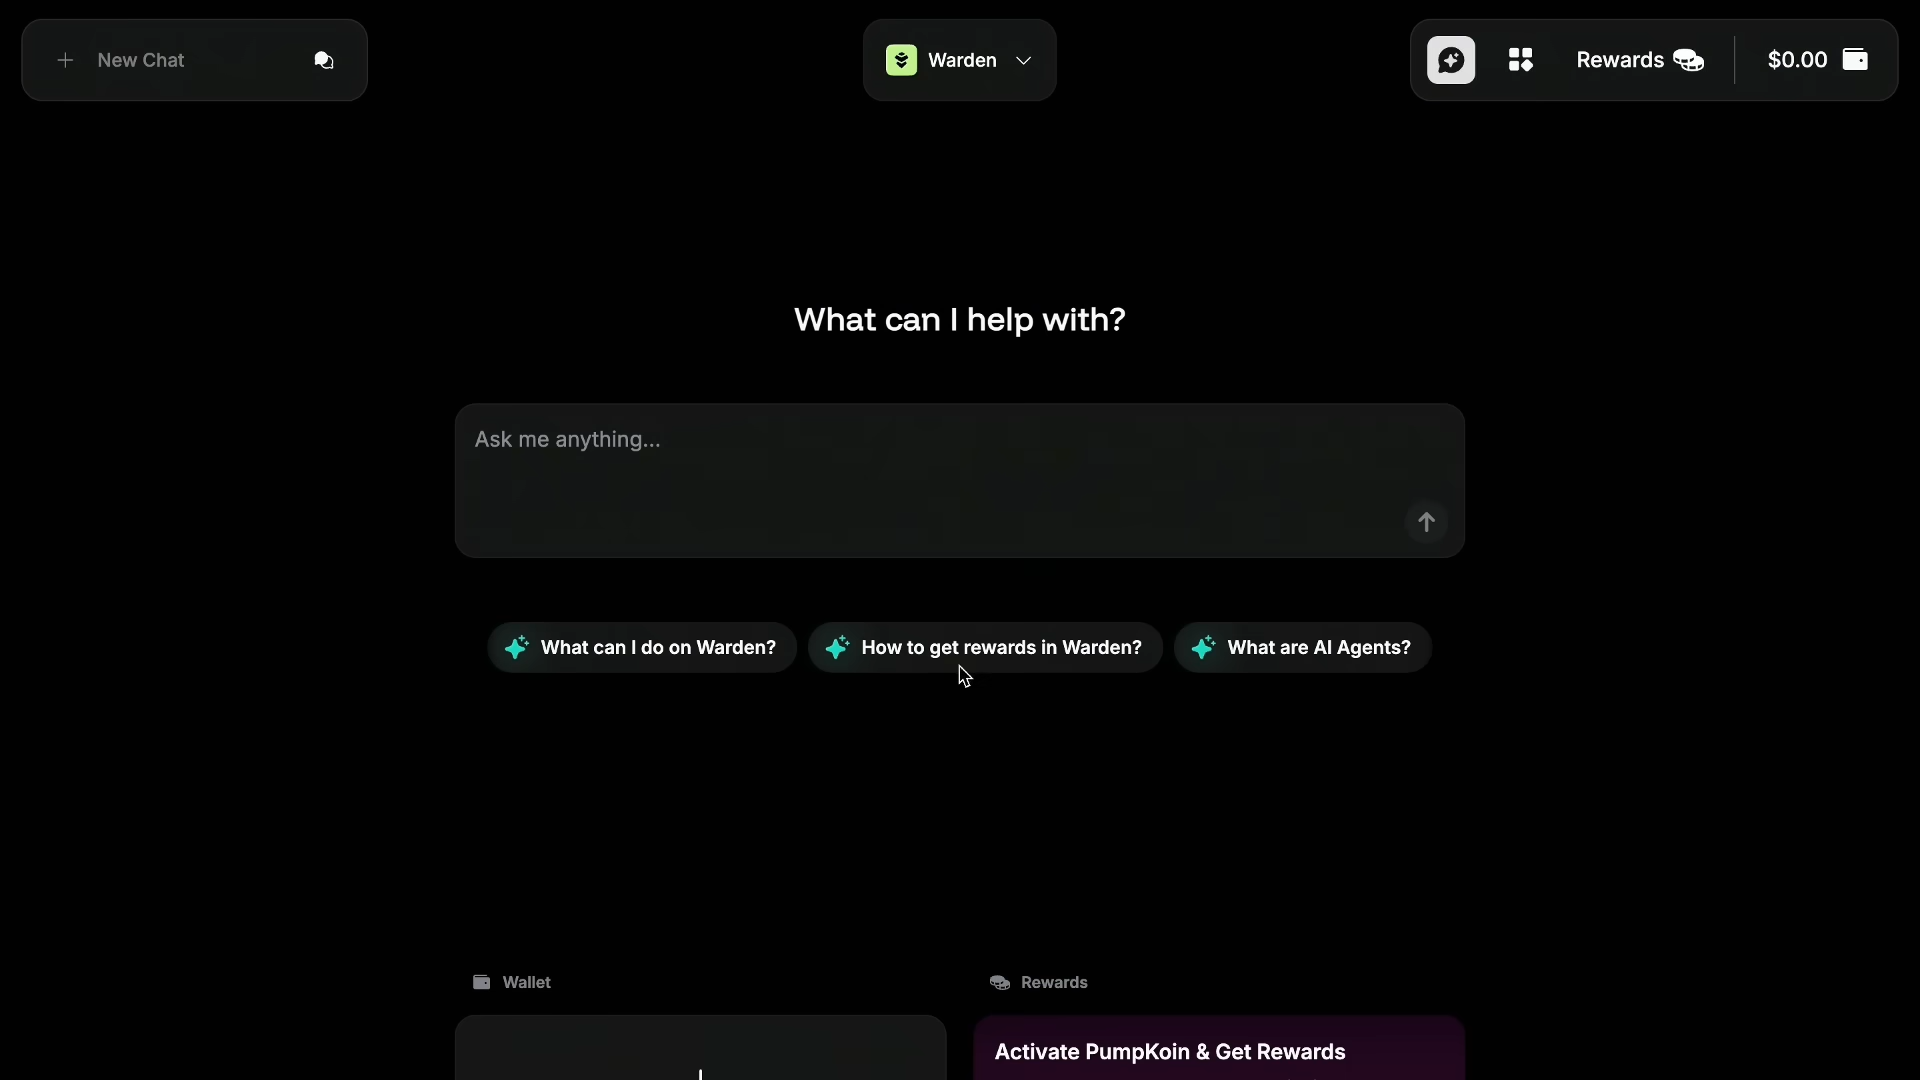 New Chat
Warden
Rewards
$0.00
What can I help with?
Ask me anything...
What can I do on Warden?
How to get rewards in Warden?
What are AI Agents?
Wallet
Rewards
Activate PumpKoin & Get Rewards